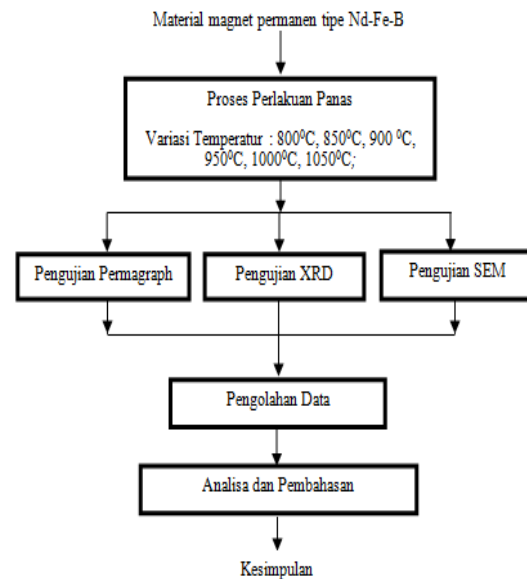 Material magnet permanen tipe Nd-Fe-B
Proses Perlakuan Panas
Variasi Temperatur : 800⁰C, 850⁰C, 900 ⁰C,
950⁰C, 1000⁰C, 1050⁰C;
Pengujian Permagraph
Pengujian XRD
Pengujian SEM
Pengolahan Data
Analisa dan Pembahasan
Kesimpulan